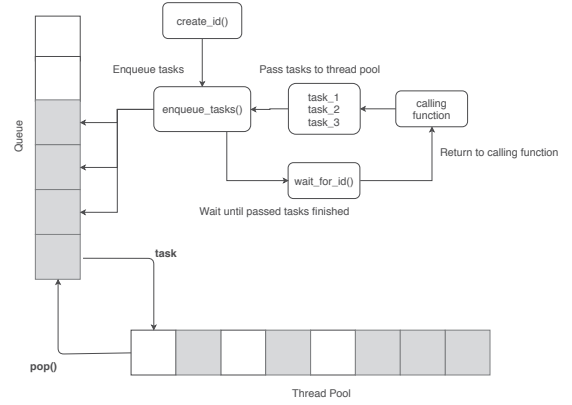 create_id()
Enqueue tasks
Pass tasks to thread pool
enqueue_tasks()
task_1
task_2
task_3
calling
function
Queue
Return to calling function
wait_for_id()
Wait until passed tasks finished
task
pop()
Thread Pool